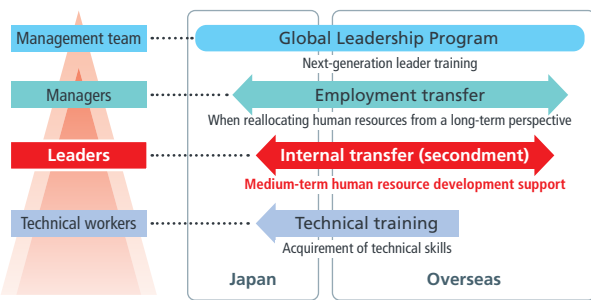 Management team
Global Leadership Program
Next-generation leader training
Managers
Employment transfer
When reallocating human resources from a long-term perspective
Leaders
Internal transfer (secondment)
Medium-term human resource development support
Technical workers
Technical training
Acquirement of technical skills
Japan
Overseas